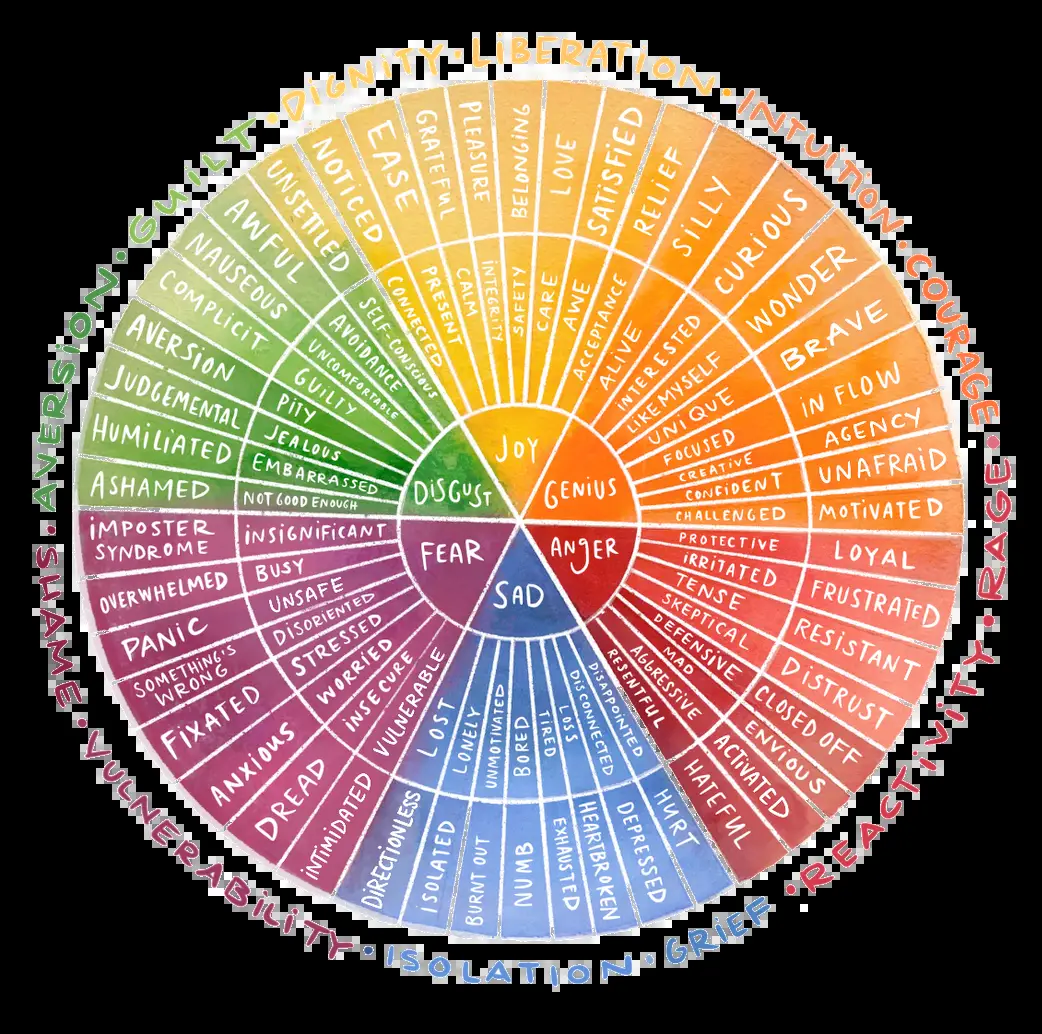 DIGNITY · LIBERATION · INTUITION · COURAGE · RAGE · REACTIVITY · GRIEF · ISOLATION · VULNERABILITY · SHAME · AVERSION · GUILT ·
JOY
GENIUS
ANGER
SAD
FEAR
DISGUST
CONNECTED
PRESENT
CALM
INTEGRITY
SAFETY
CARE
AWE
ACCEPTANCE
ALIVE
INTERESTED
LIKE MYSELF
UNIQUE
FOCUSED
CREATIVE
CONFIDENT
CHALLENGED
PROTECTIVE
IRRITATED
TENSE
SKEPTICAL
DEFENSIVE
MAD
AGGRESSIVE
RESENTFUL
DISAPPOINTED
DISCONNECTED
LOSS
TIRED
BORED
UNMOTIVATED
LONELY
LOST
VULNERABLE
INSECURE
WORRIED
STRESSED
DISORIENTED
UNSAFE
BUSY
INSIGNIFICANT
NOT GOOD ENOUGH
EMBARRASSED
JEALOUS
PITY
GUILTY
UNCOMFORTABLE
AVOIDANCE
SELF-CONSCIOUS
NOTICED
EASE
GRATEFUL
PLEASURE
BELONGING
LOVE
SATISFIED
RELIEF
SILLY
CURIOUS
WONDER
BRAVE
IN FLOW
AGENCY
UNAFRAID
MOTIVATED
LOYAL
FRUSTRATED
RESISTANT
DISTRUST
CLOSED OFF
ENVIOUS
ACTIVATED
HATEFUL
HURT
DEPRESSED
HEARTBROKEN
EXHAUSTED
NUMB
BURNT OUT
ISOLATED
DIRECTIONLESS
INTIMIDATED
DREAD
ANXIOUS
FIXATED
SOMETHING'S
WRONG
PANIC
OVERWHELMED
IMPOSTER
SYNDROME
ASHAMED
HUMILIATED
JUDGEMENTAL
AVERSION
COMPLICIT
NAUSEOUS
AWFUL
UNSETTLED